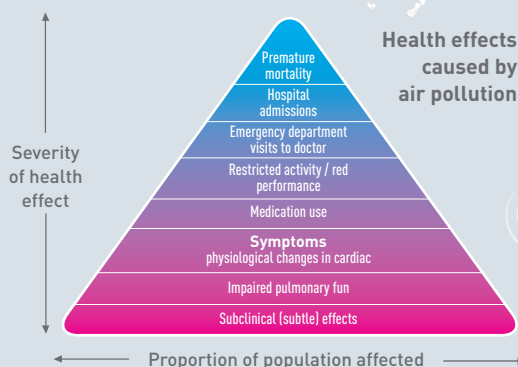 Health effects
caused by
air pollution
Severity
of health
effect
Premature
mortality
Hospital
admissions
Emergency department
visits to doctor
Restricted activity / red
performance
Medication use
Symptoms
physiological changes in cardiac
Impaired pulmonary fun
Subclinical (subtle) effects
Proportion of population affected